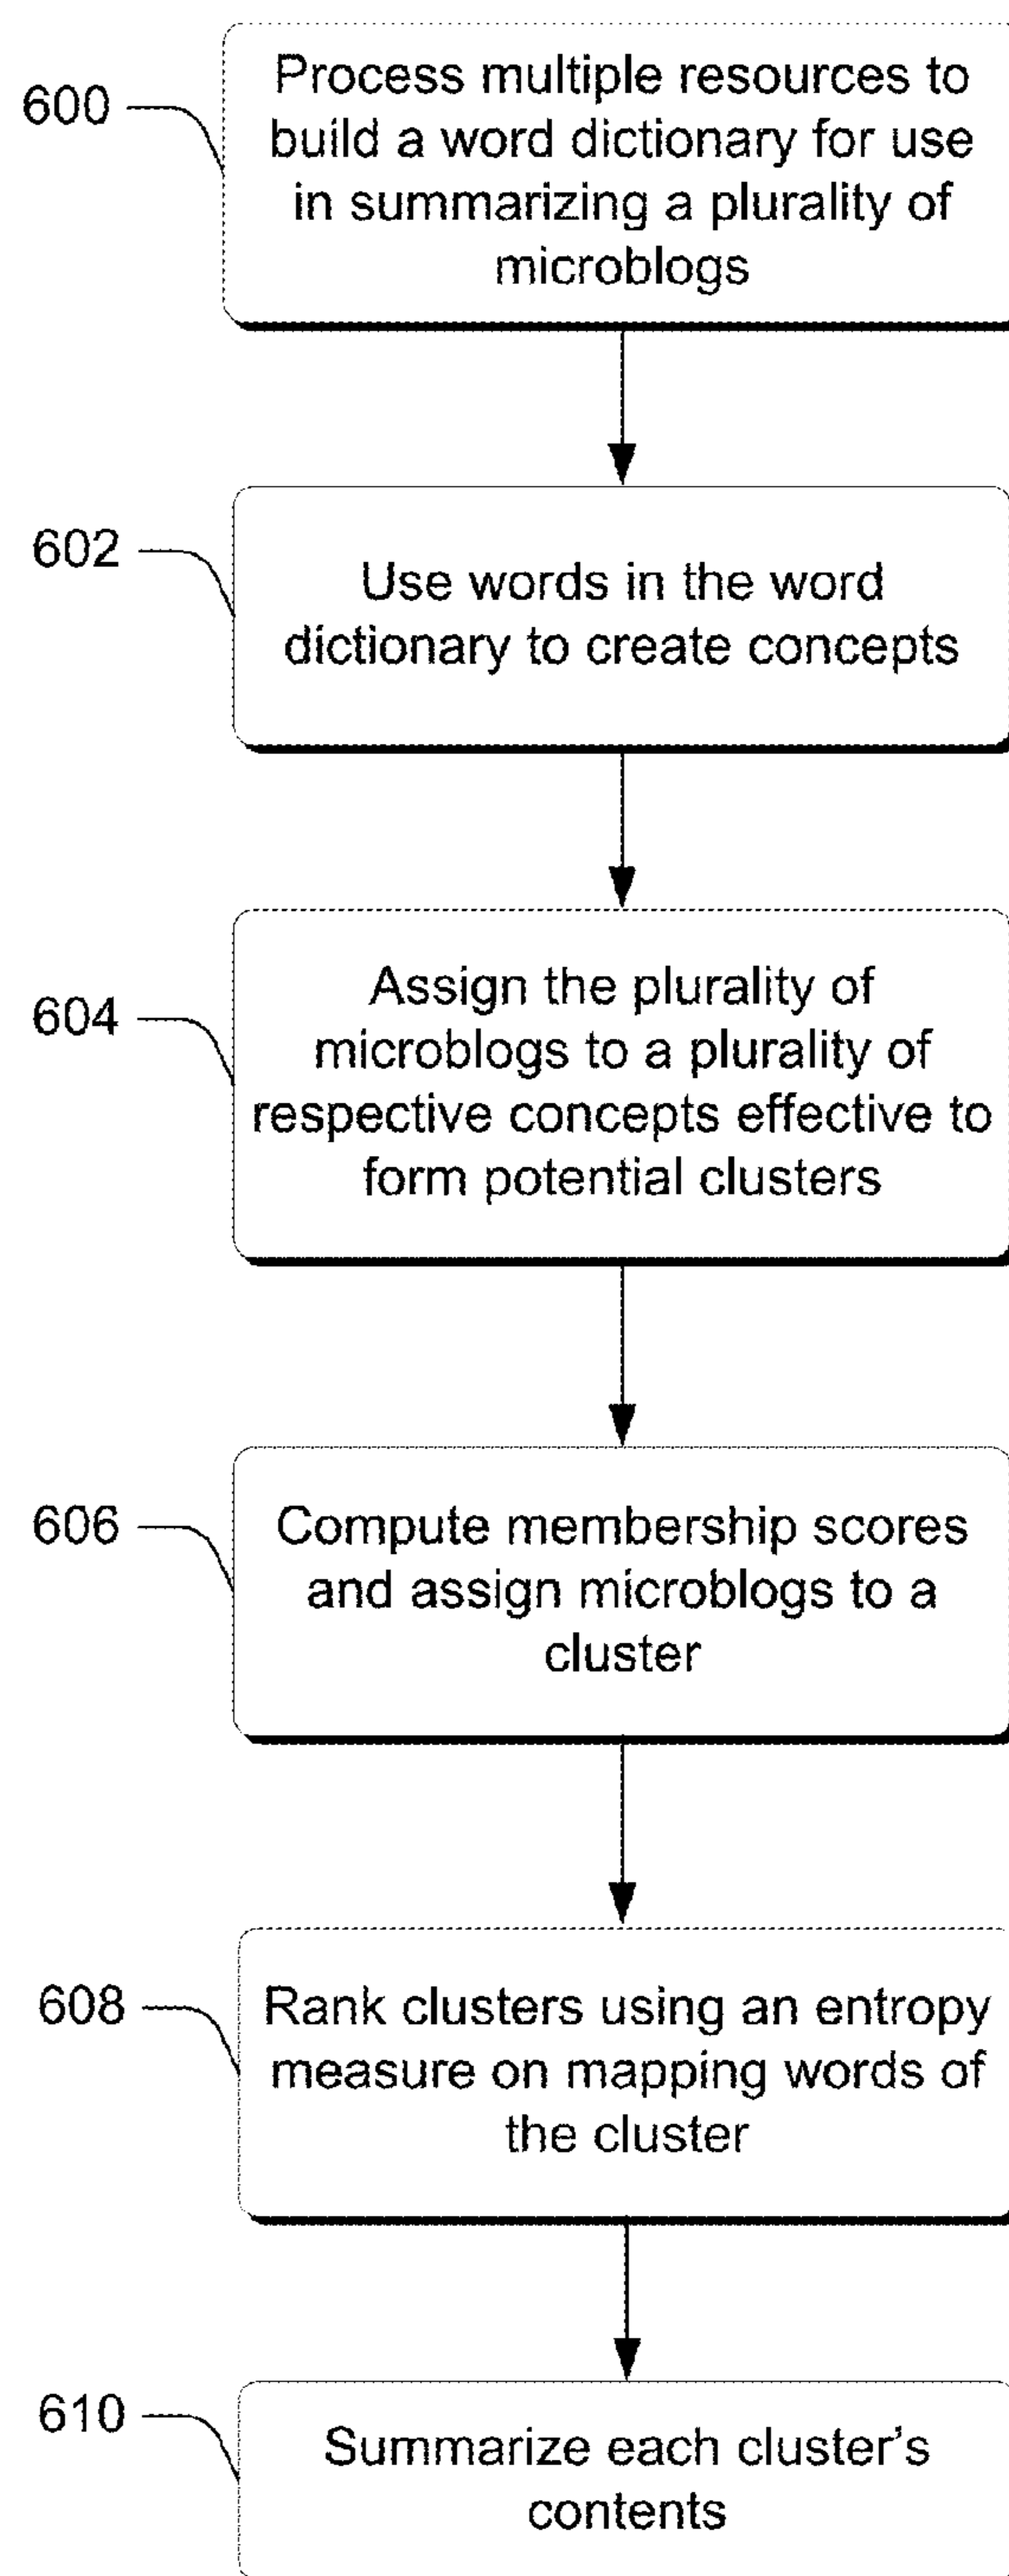 600
Process multiple resources to
build a word dictionary for use
in summarizing a plurality of
microblogs
602
Use words in the word
dictionary to create concepts
604
Assign the plurality of
microblogs to a plurality of
respective concepts effective to
form potential clusters
606
Compute membership scores
and assign microblogs to a
cluster
608
Rank clusters using an entropy
measure on mapping words of
the cluster
610
Summarize each cluster's
contents